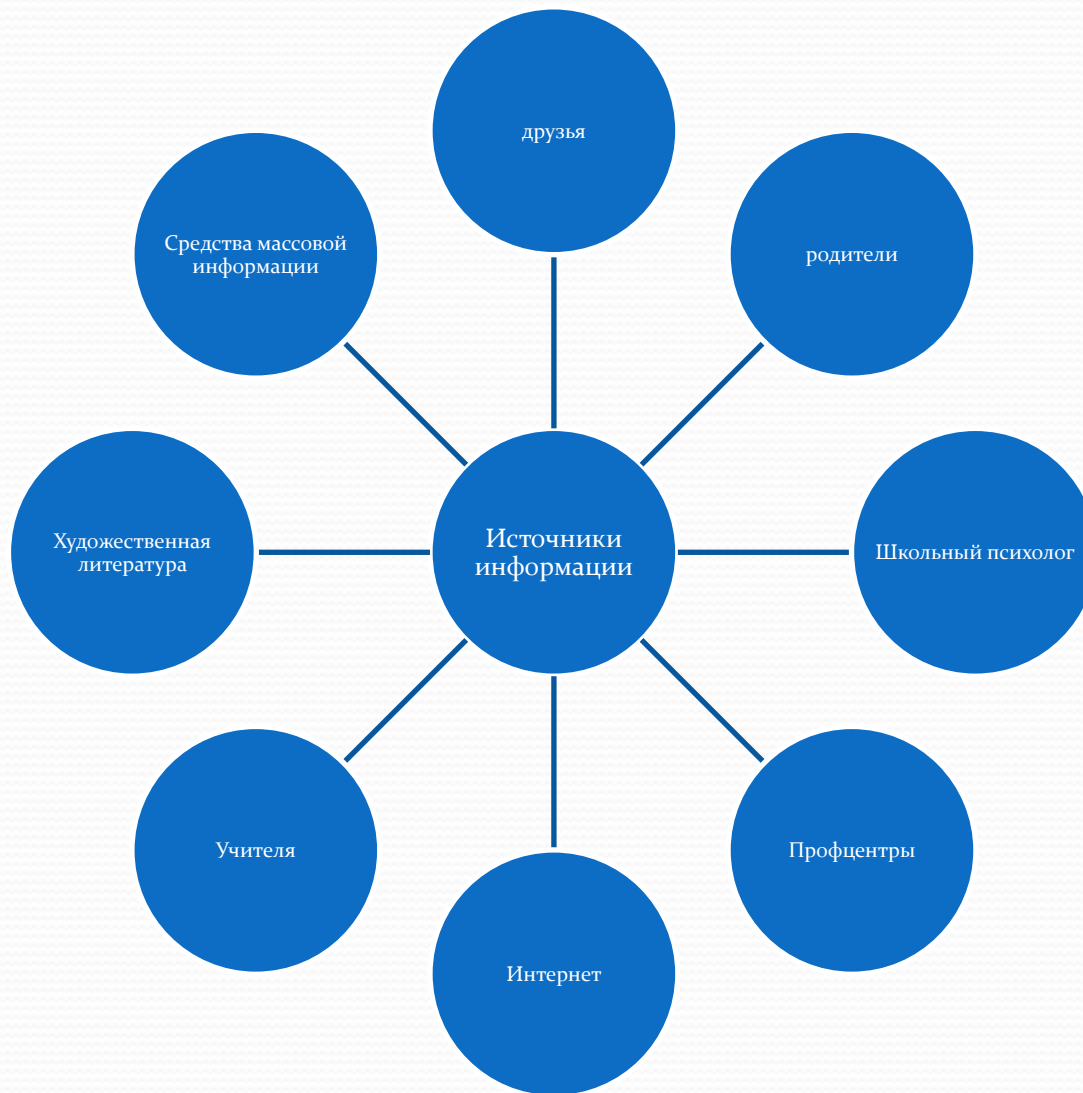 друзья
Средства массовой
информации
родители
Художественная
литература
Источники
информации
Школьный психолог
Учителя
Профцентры
Интернет